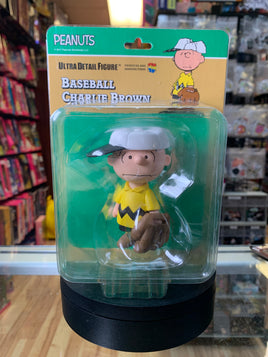 PEANUTS
ULTRA DETAIL FIGURE
BASEBALL
CHARLIE BROWN